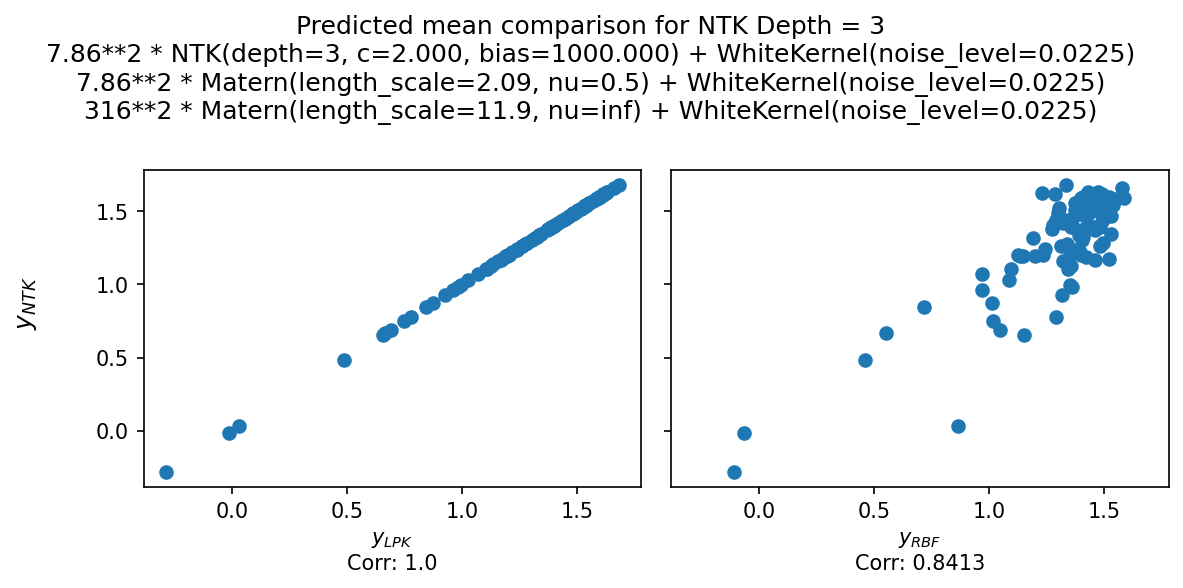 Predicted mean comparison for NTK Depth = 3
7.86**2 * NTK(depth=3, c=2.000, bias=1000.000) + WhiteKernel(noise_level=0.0225)
7.86**2 * Matern(length_scale=2.09, nu=0.5) + WhiteKernel(noise_level=0.0225)
316**2 * Matern(length_scale=11.9, nu=inf) + WhiteKernel(noise_level=0.0225)
y_NTK
1.5
1.0
0.5
0.0
0.0 0.5 1.0 1.5
y_LPK
Corr: 1.0
0.0 0.5 1.0 1.5
y_RBF
Corr: 0.8413